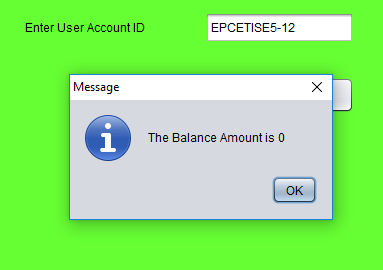 Enter User Account ID
EPCETISE5-12
Message
The Balance Amount is 0
OK